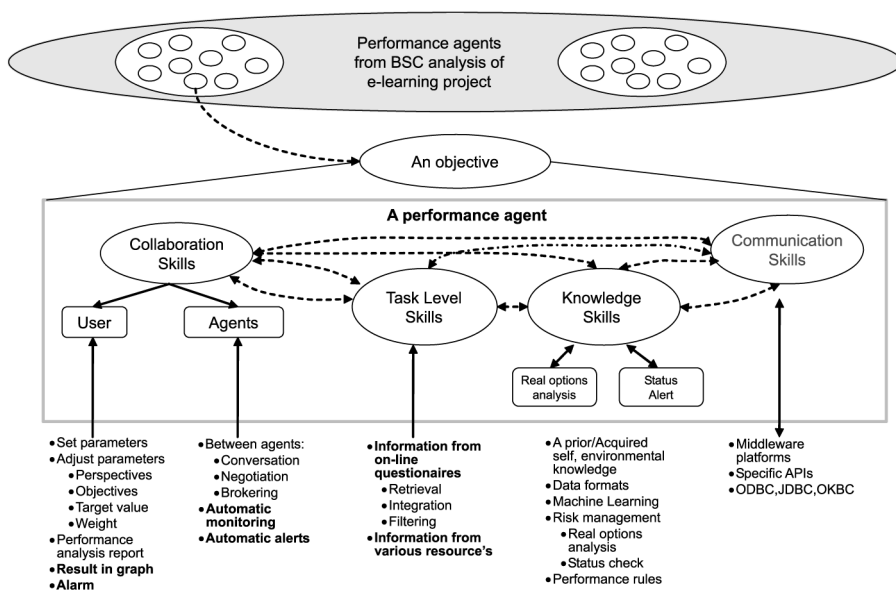 Performance agents
from BSC analysis of
e-learning project
An objective
A performance agent
Collaboration
Skills
Communication
Skills
Task Level
Skills
Knowledge
Skills
User
Agents
Real options
analysis
Status
Alert
•Set parameters
•Adjust parameters
•Perspectives
•Objectives
•Target value
•Weight
•Performance
analysis report
•Result in graph
•Alarm
•Between agents:
•Conversation
•Negotiation
•Brokering
•Automatic
monitoring
•Automatic alerts
•Information from
on-line
questionaires
•Retrieval
•Integration
•Filtering
•Information from
various resource's
•A prior/Acquired
self, environmental
knowledge
•Data formats
•Machine Learning
•Risk management
•Real options
analysis
•Status check
•Performance rules
•Middleware
platforms
•Specific APIs
•ODBC,JDBC,OKBC